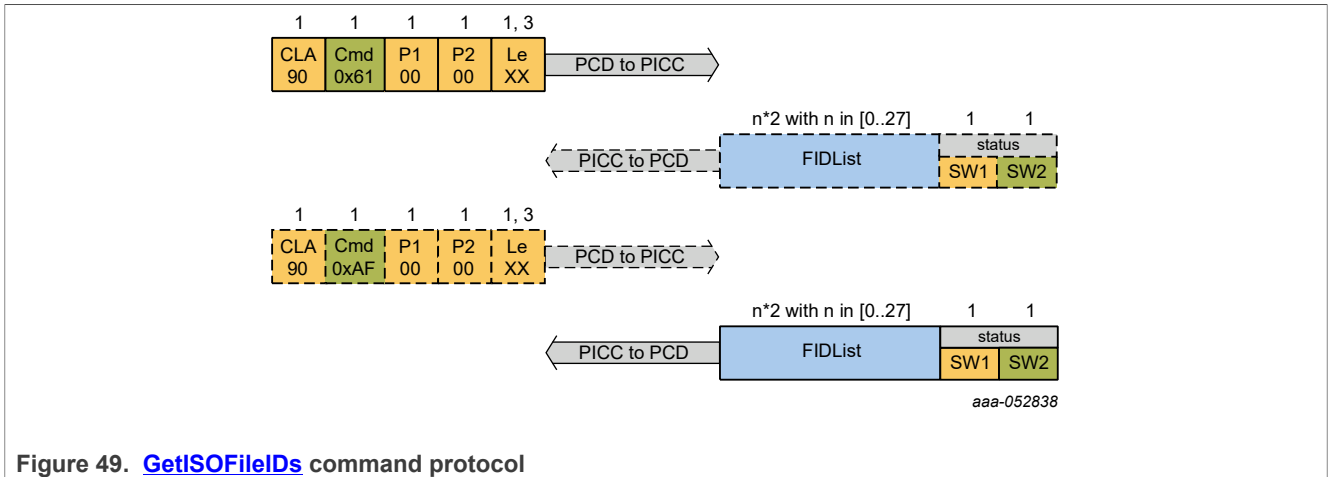 1 1 1 1 1, 3
CLA Cmd P1 P2 Le
90 0x61 00 00 XX
PCD to PICC
n*2 with n in [0..27] 1 1
PICC to PCD
FIDList
status
SW1 SW2
1 1 1 1 1, 3
CLA Cmd P1 P2 Le
90 0xAF 00 00 XX
PCD to PICC
n*2 with n in [0..27] 1 1
PICC to PCD
FIDList
status
SW1 SW2
aaa-052838
Figure 49. GetISOFileIDs command protocol